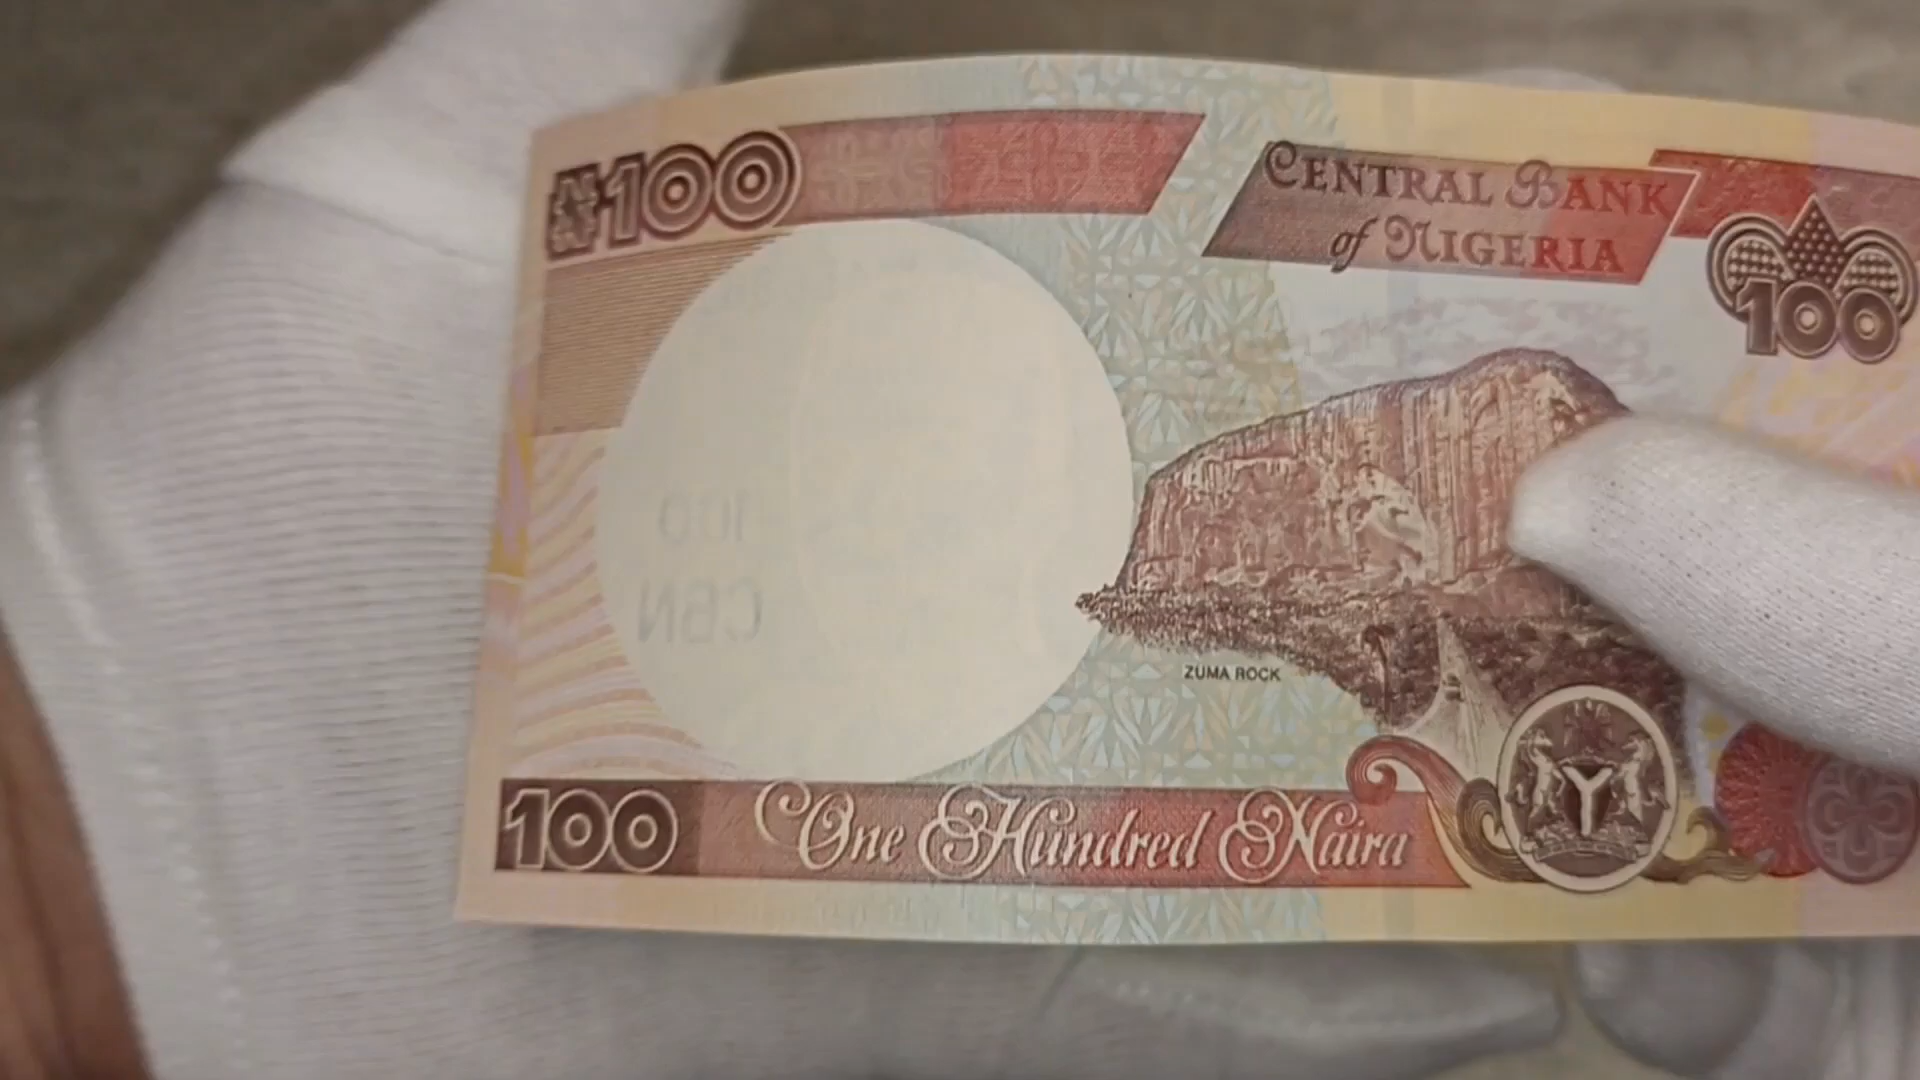 ₦100
CENTRAL BANK
of NIGERIA
100
100
CBN
ZUMA ROCK
100 One Hundred Naira